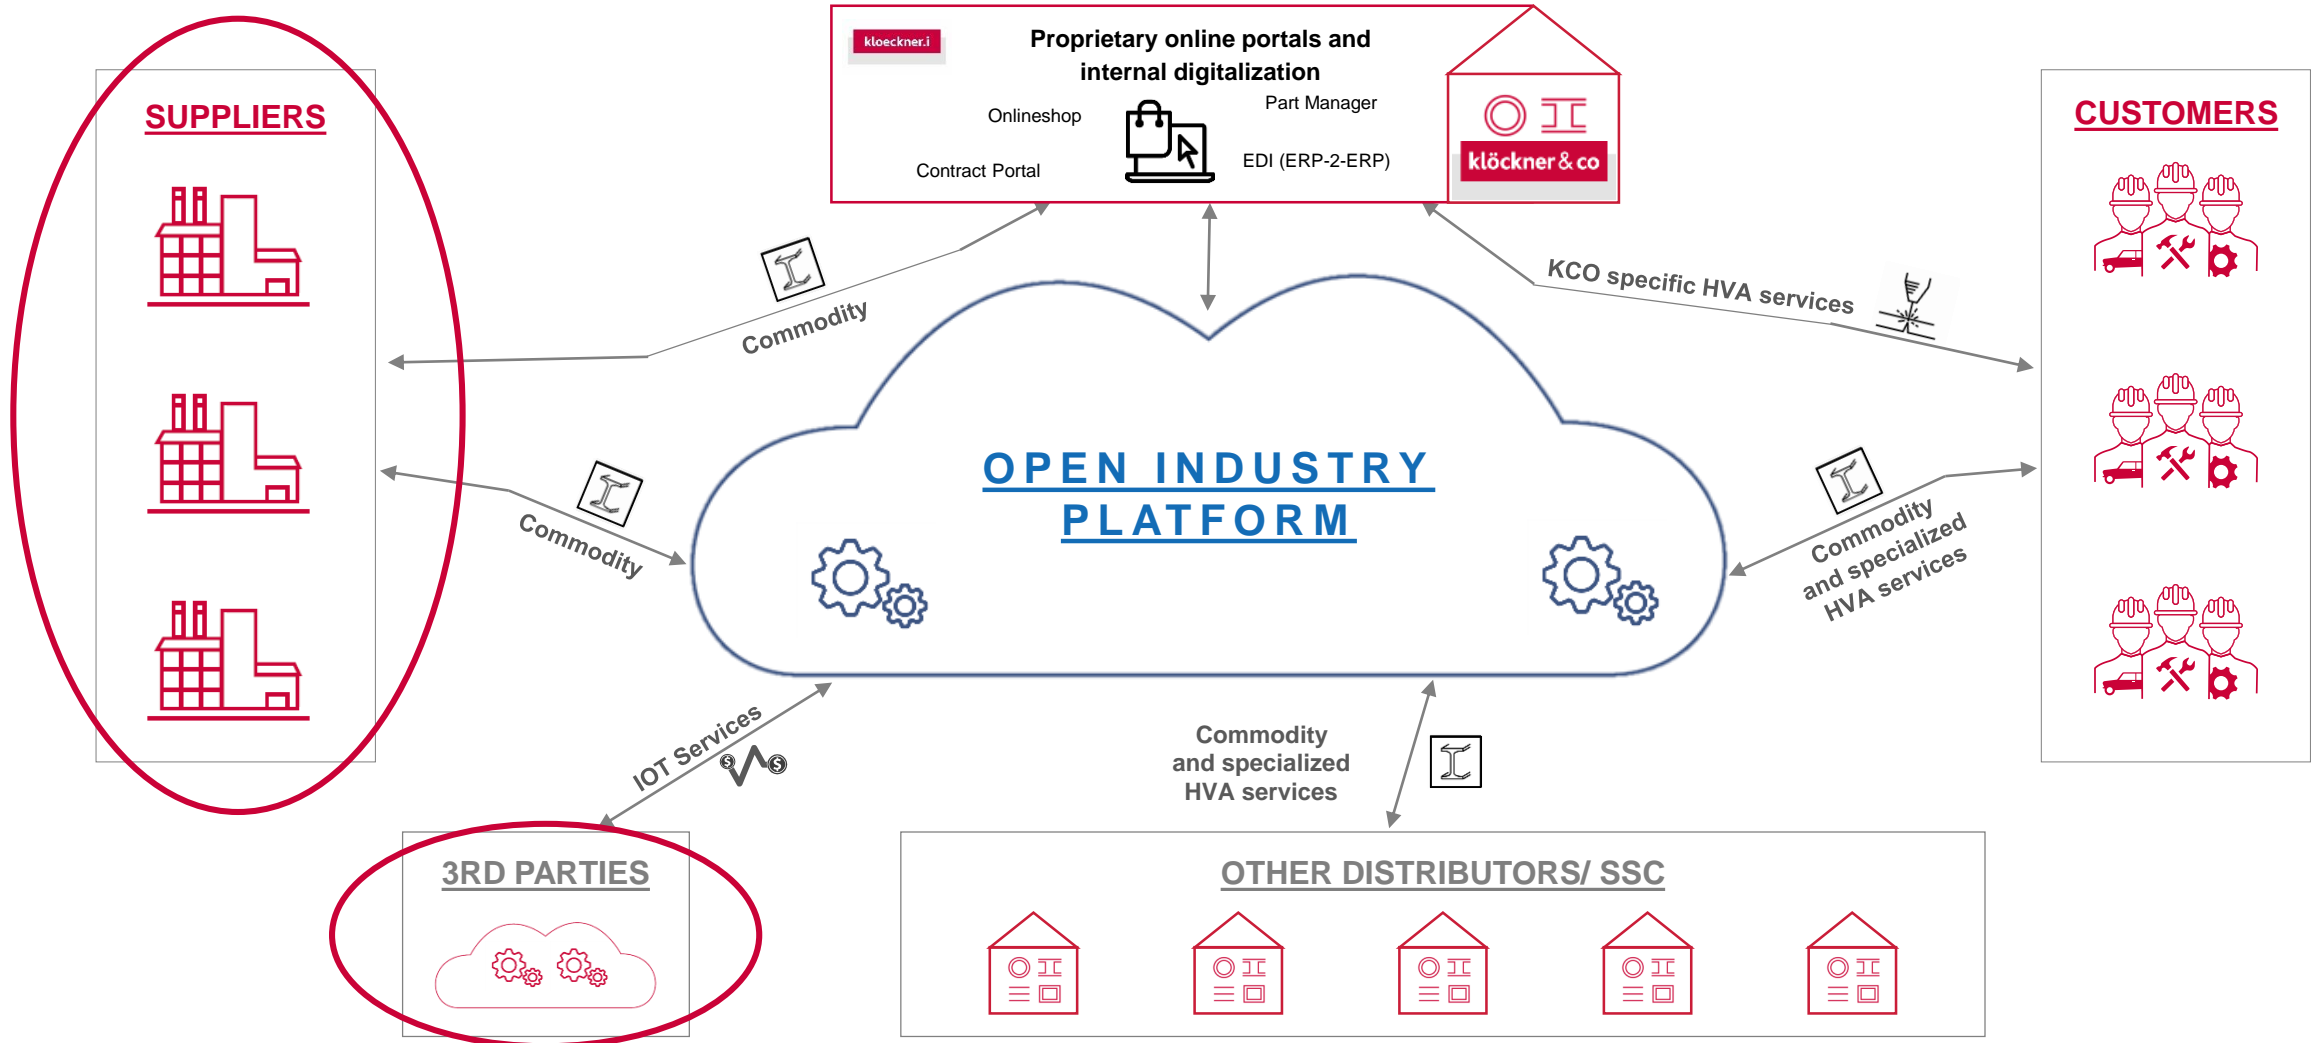 kloeckner.i
Proprietary online portals and
internal digitalization
Onlineshop
Part Manager
Contract Portal
EDI (ERP-2-ERP)
klöckner & co
SUPPLIERS
CUSTOMERS
Commodity
KCO specific HVA services
OPEN INDUSTRY
PLATFORM
Commodity
Commodity
and specialized
HVA services
IOT Services
$
$
Commodity
and specialized
HVA services
3RD PARTIES
OTHER DISTRIBUTORS/ SSC